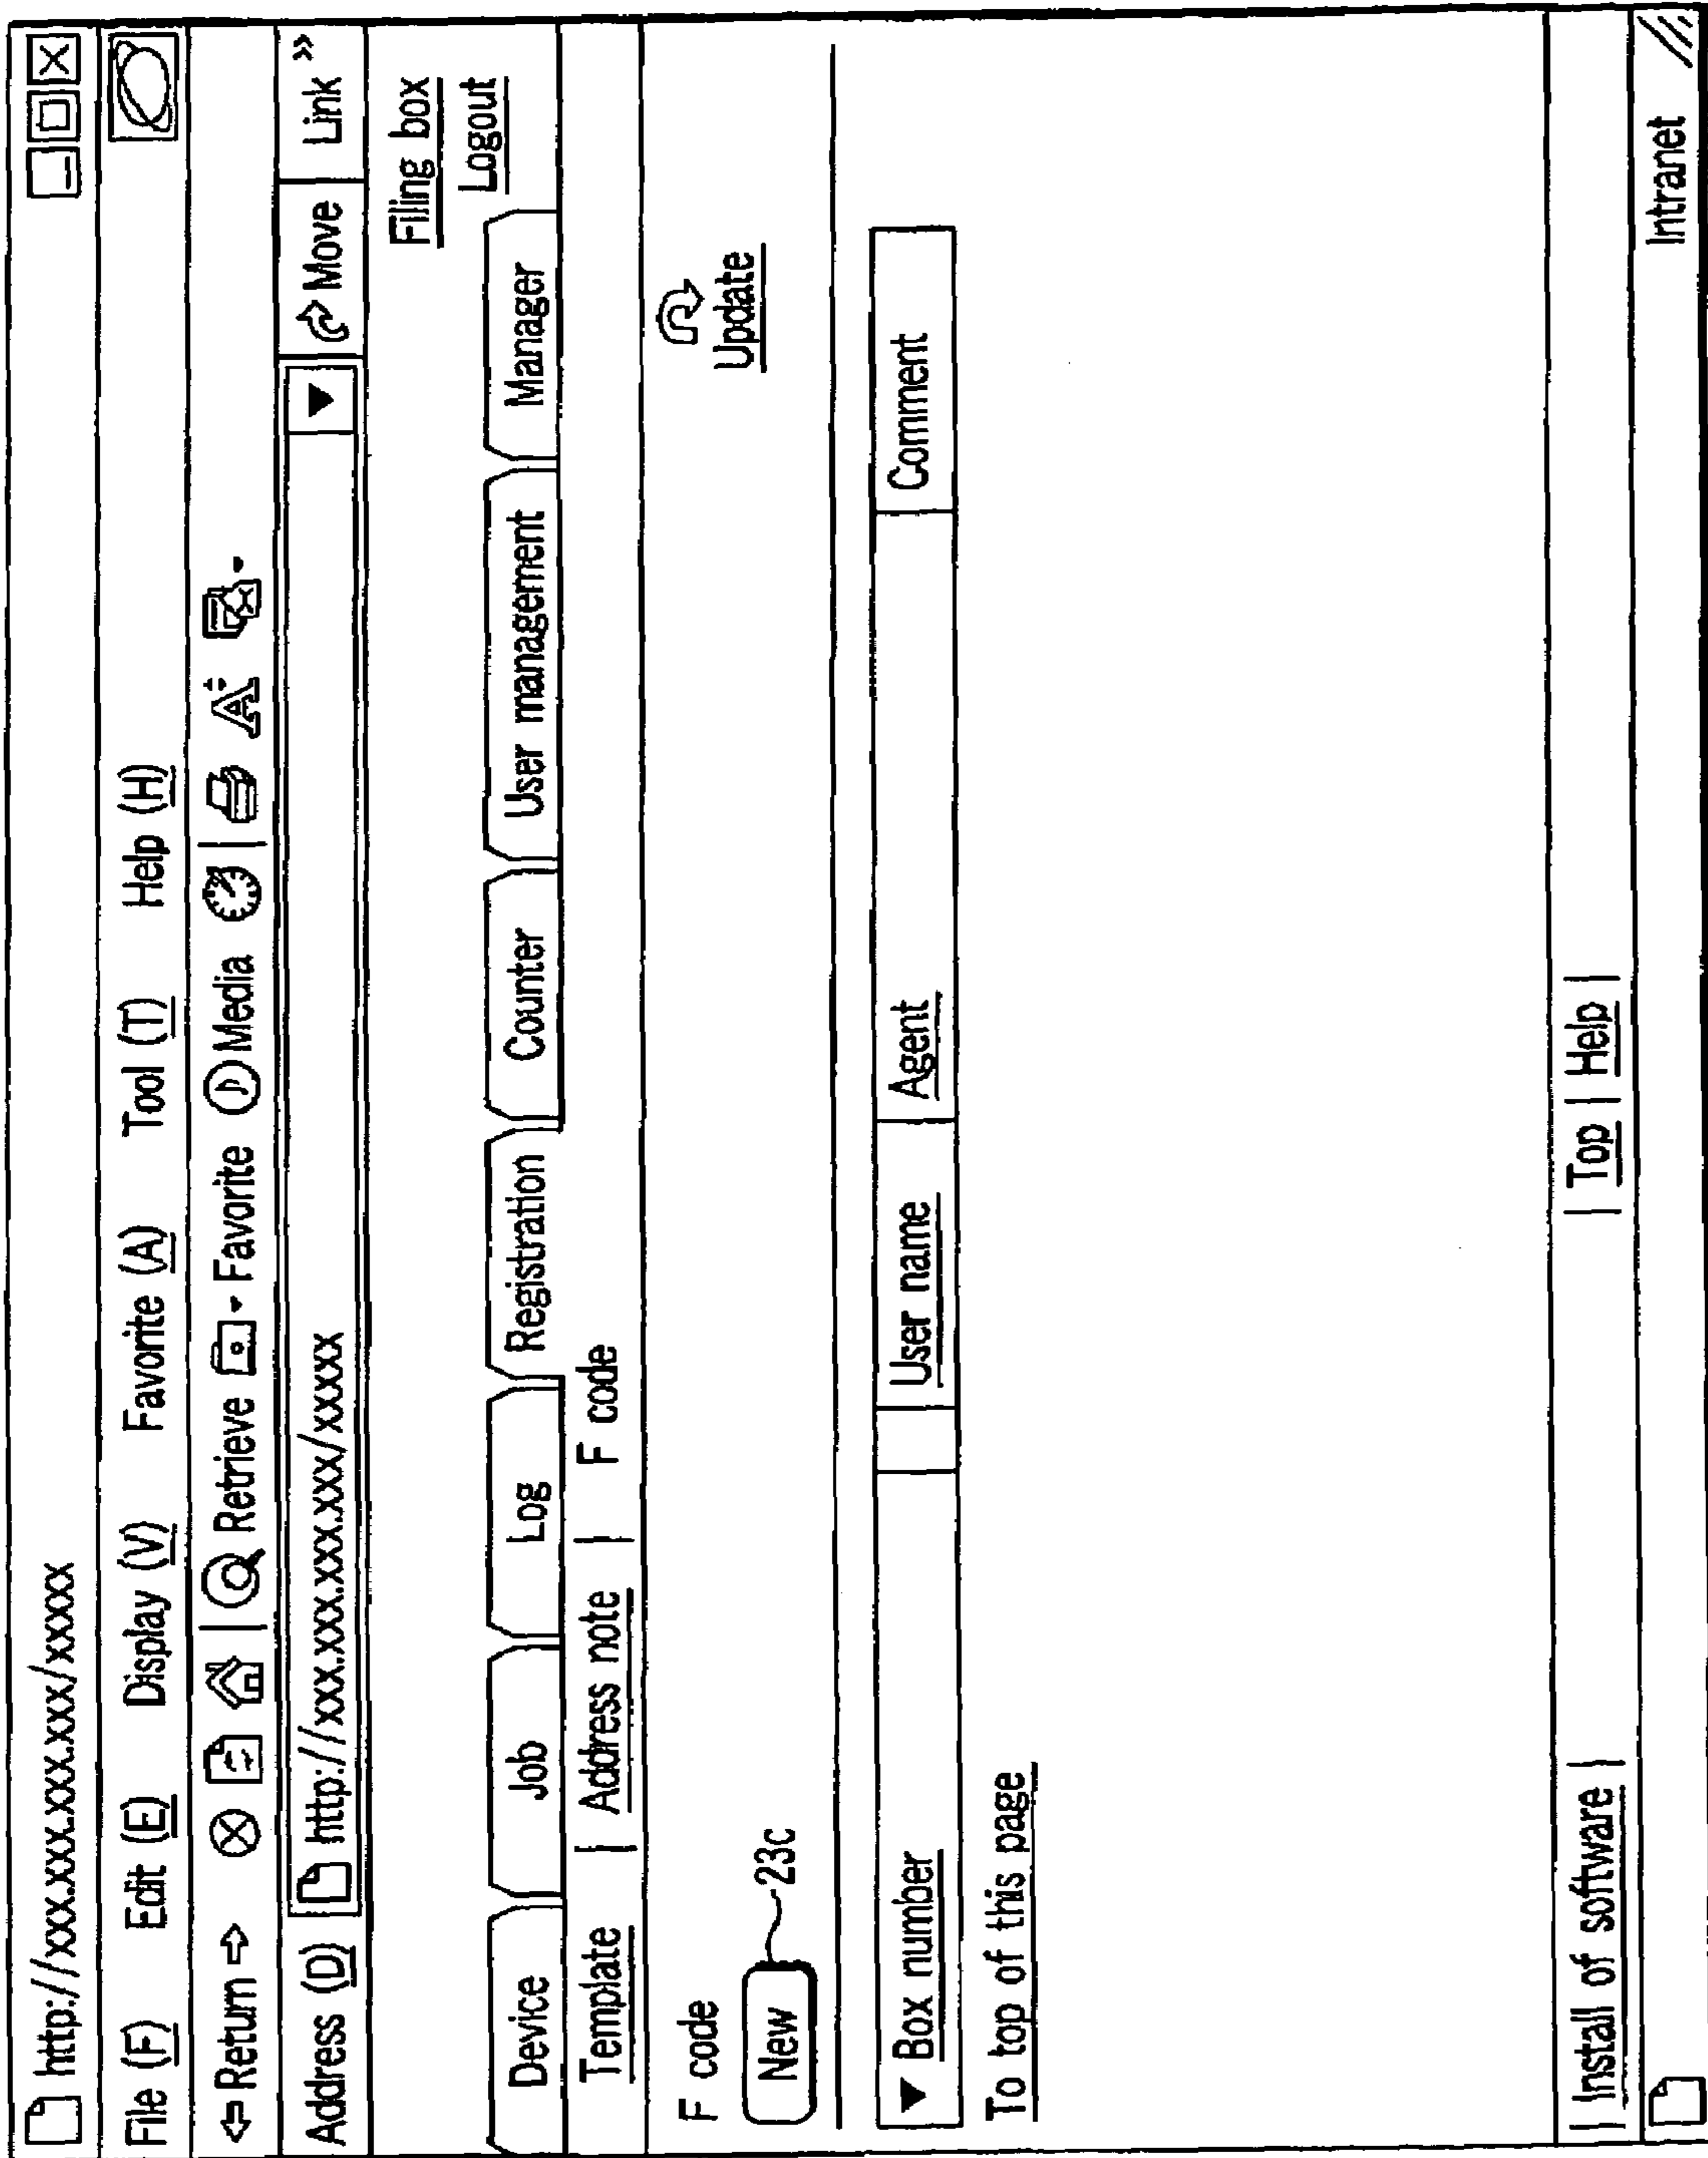 http://xxx.xxx.xxx.xxx/xxxx
File (F) Edit (E) Display (V) Favorite (A) Tool (T) Help (H)
Return Retrieve Favorite Media
Address (D) http://xxx.xxx.xxx.xxx/xxxx Move Link »
Filing box
Logout
Device Job Log Registration Counter User management Manager
Template | Address note | F code
F code
New 23c Update
▼ Box number User name Agent Comment
To top of this page
| Install of software | | Top | Help |
Intranet